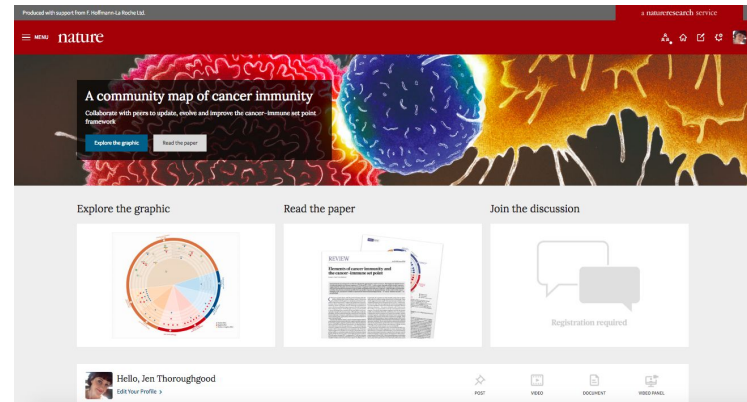 Produced with support from F. Hoffmann-La Roche Ltd.
a natureresearch service
MENU nature
A community map of cancer immunity
Collaborate with peers to update, evolve and improve the cancer–immune set point
framework
Explore the graphic
Read the paper
Explore the graphic
Read the paper
Join the discussion
REVIEW
Elements of cancer immunity and
the cancer–immune set point
Registration required
Hello, Jen Thoroughgood
Edit Your Profile >
POST
VIDEO
DOCUMENT
VIDEO PANEL